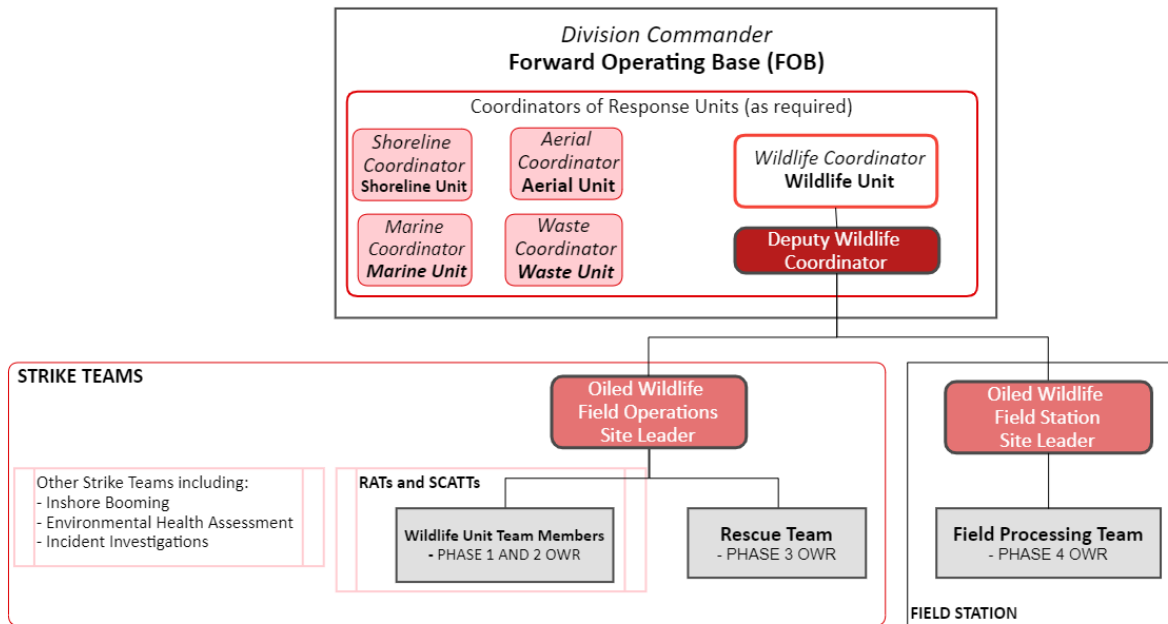 Division Commander
Forward Operating Base (FOB)
Coordinators of Response Units (as required)
Shoreline
Coordinator
Shoreline Unit
Aerial
Coordinator
Aerial Unit
Wildlife Coordinator
Wildlife Unit
Marine
Coordinator
Marine Unit
Waste
Coordinator
Waste Unit
Deputy Wildlife
Coordinator
STRIKE TEAMS
Oiled Wildlife
Field Operations
Site Leader
Oiled Wildlife
Field Station
Site Leader
Other Strike Teams including:
- Inshore Booming
- Environmental Health Assessment
- Incident Investigations
RATs and SCATTs
Wildlife Unit Team Members
- PHASE 1 AND 2 OWR
Rescue Team
- PHASE 3 OWR
Field Processing Team
- PHASE 4 OWR
FIELD STATION